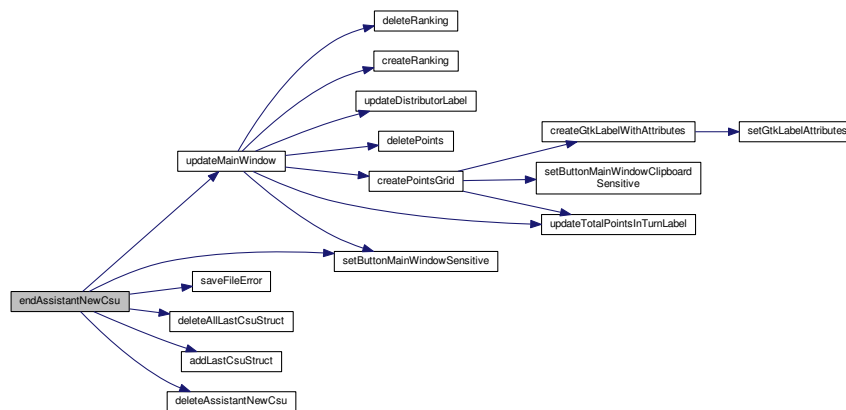 deleteRanking
createRanking
updateDistributorLabel
createGtkLabelWithAttributes
setGtkLabelAttributes
deletePoints
updateMainWindow
createPointsGrid
setButtonMainWindowClipboard
Sensitive
updateTotalPointsInTurnLabel
setButtonMainWindowSensitive
saveFileError
endAssistantNewCsu
deleteAllLastCsuStruct
addLastCsuStruct
deleteAssistantNewCsu